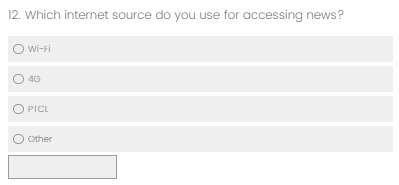 12. Which internet source do you use for accessing news?
Wi-Fi
4G
PTCL
Other